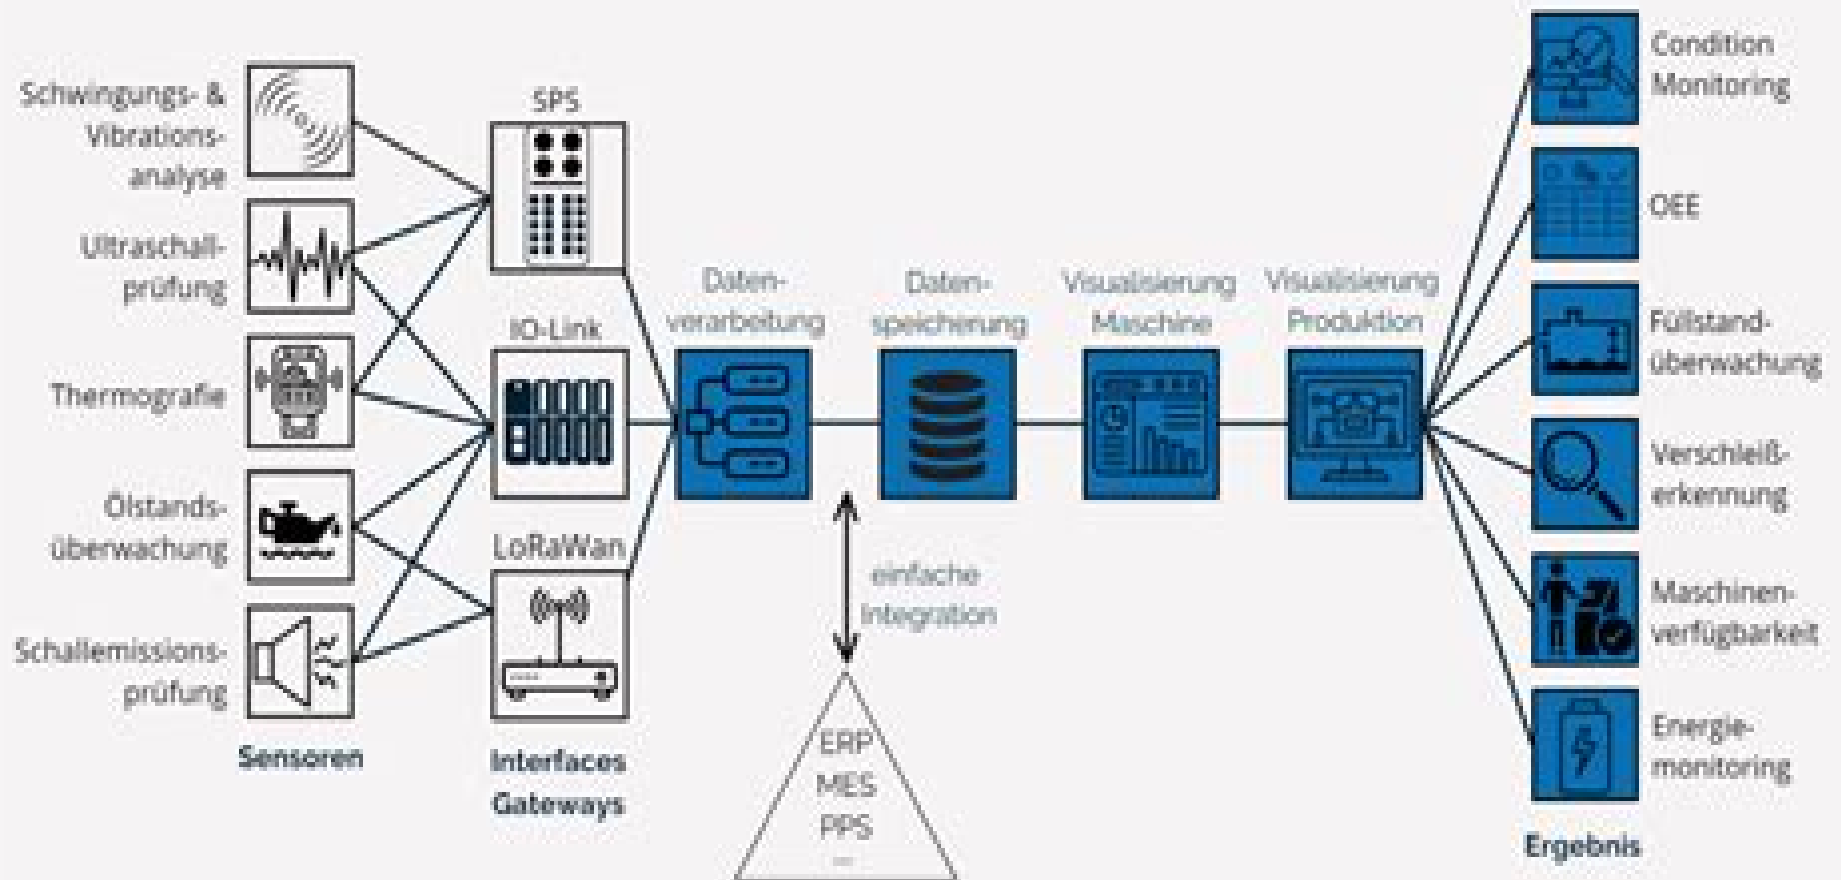 Schwingungs- &
Vibrations-
analyse
Ultraschall-
prüfung
Thermografie
Ölstands-
überwachung
Schallemissions-
prüfung
Sensoren
SPS
IO-Link
LoRaWan
Interfaces
Gateways
Daten-
verarbeitung
Daten-
speicherung
Visualisierung
Maschine
Visualisierung
Produktion
einfache
Integration
ERP
MES
PPS
...
Condition
Monitoring
OEE
Füllstand-
überwachung
Verschleiß-
erkennung
Maschinen-
verfügbarkeit
Energie-
monitoring
Ergebnis